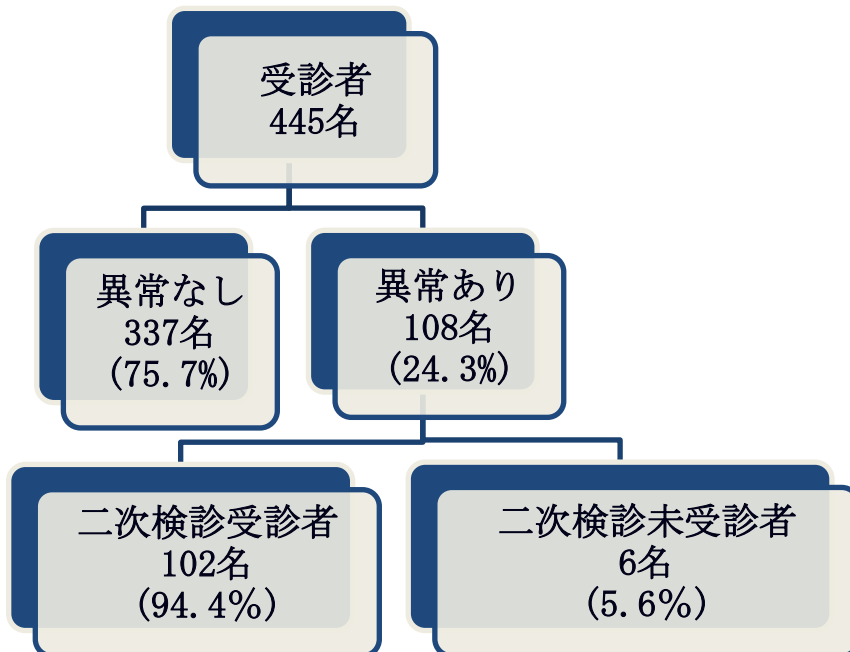 受診者
445名
異常なし
337名
(75.7%)
異常あり
108名
(24.3%)
二次検診受診者
102名
(94.4%)
二次検診未受診者
6名
(5.6%)